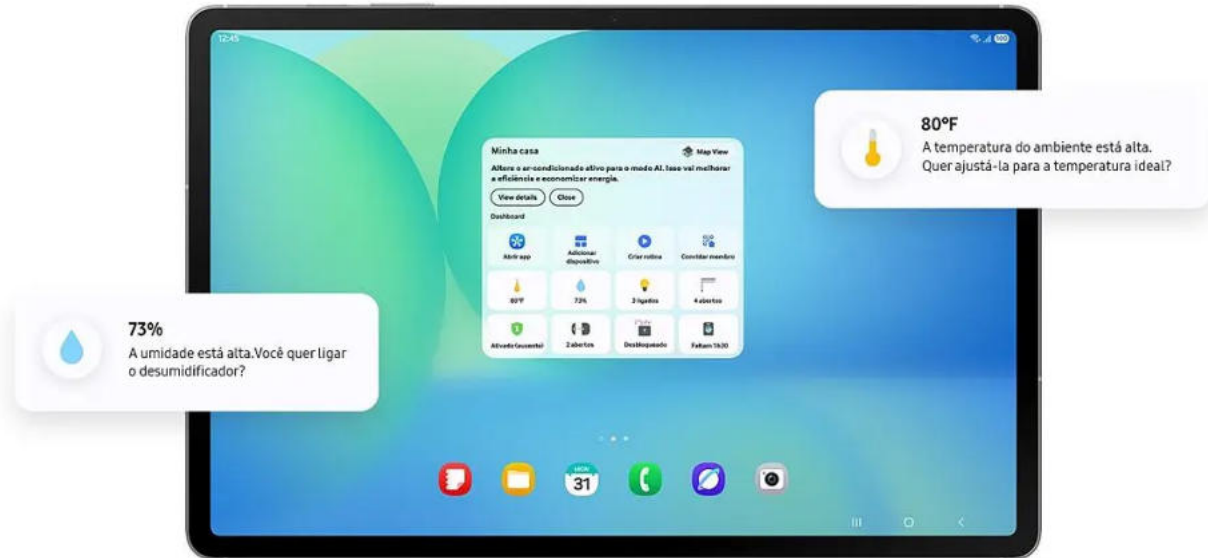 12:45
100
80°F
A temperatura do ambiente está alta.
Quer ajustá-la para a temperatura ideal?
Minha casa
Map View
Altere o ar-condicionado ativo para o modo AI. Isso vai melhorar
a eficiência e economizar energia.
View details
Close
Dashboard
Abrir app
Adicionar
dispositivo
Criar rotina
Convidar membro
80°F
73%
3 ligados
4 abertos
Ativado (ausente)
2 abertos
Desbloqueado
Faltam 1h30
73%
A umidade está alta.Você quer ligar
o desumidificador?
MON
31